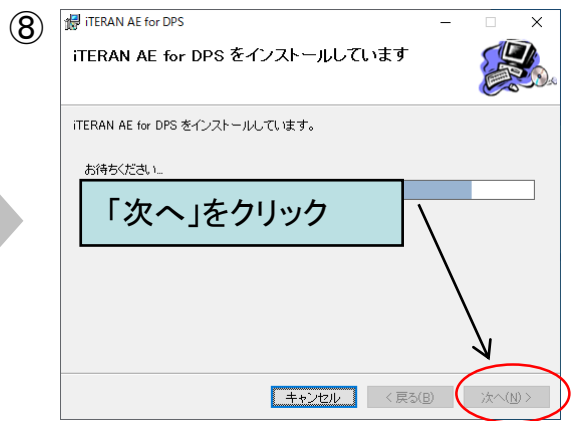 ⑧
iTERAN AE for DPS
iTERAN AE for DPS をインストールしています
iTERAN AE for DPS をインストールしています。
お待ちください...
「次へ」をクリック
キャンセル
< 戻る(B)
次へ(N) >